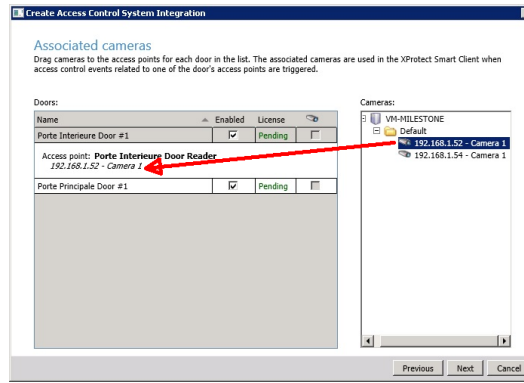 Create Access Control System Integration
Associated cameras
Drag cameras to the access points for each door in the list. The associated cameras are used in the XProtect Smart Client when
access control events related to one of the door's access points are triggered.
Doors:
Name Enabled License
Porte Interieure Door #1 Pending
Access point: Porte Interieure Door Reader
192.168.1.52 - Camera 1
Porte Principale Door #1 Pending
Cameras:
VM-MILESTONE
Default
192.168.1.52 - Camera 1
192.168.1.54 - Camera 1
Previous Next Cancel